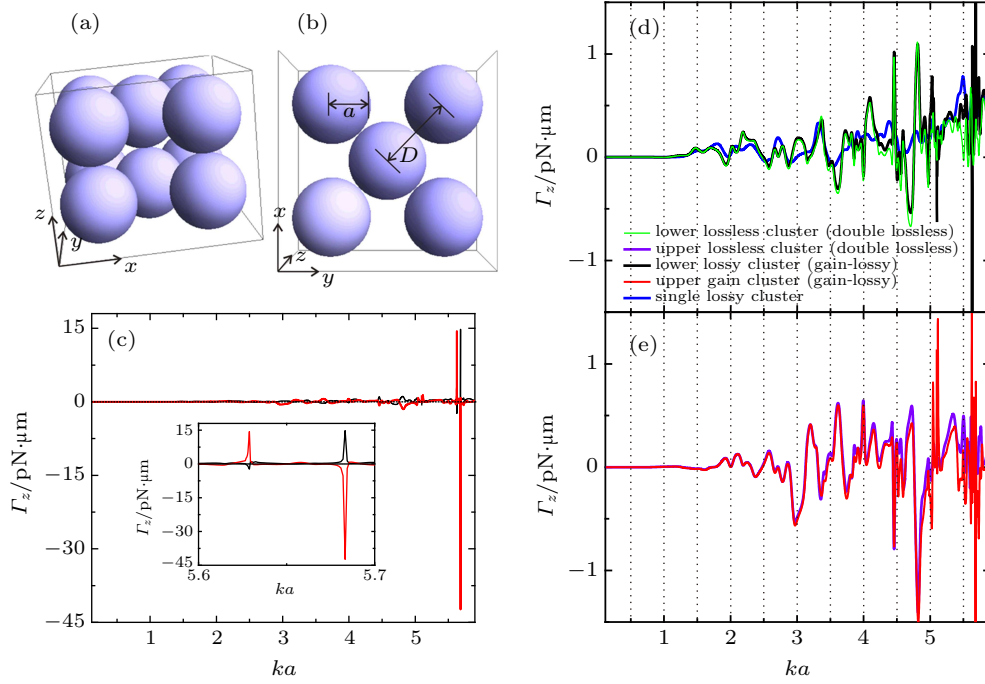 (a)
(b)
a
D
z
y
x
x
z
y
(c)
15
0
−15
−30
−45
Γz/pN·μm
15
0
−15
−30
−45
Γz/pN·μm
5.6
5.7
ka
1
2
3
4
5
ka
(d)
1
0
−1
Γz/pN·μm
lower lossless cluster (double lossless)
upper lossless cluster (double lossless)
lower lossy cluster (gain-lossy)
upper gain cluster (gain-lossy)
single lossy cluster
(e)
1
0
−1
Γz/pN·μm
1
2
3
4
5
ka